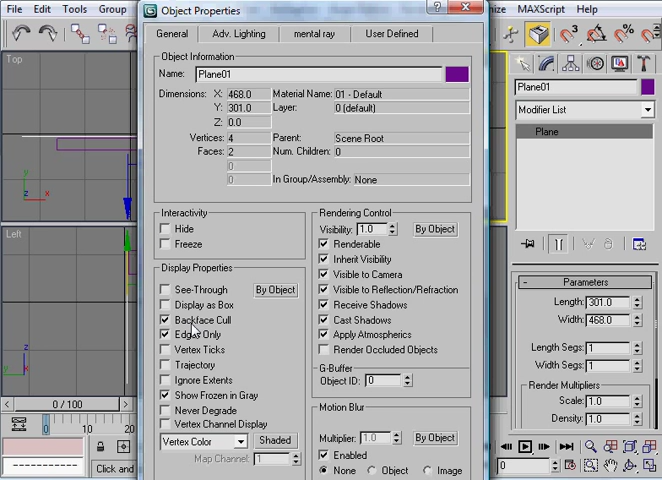 Object Properties
File Edit Tools Group
MAXScript Help
General Adv. Lighting mental ray User Defined
Top
Object Information
Name: Plane01
Dimensions: X: 468.0 Material Name: 01 - Default
Y: 301.0 Layer: 0 (default)
Z: 0.0
Vertices: 4 Parent: Scene Root
Faces: 2 Num. Children: 0
0
0 In Group/Assembly: None
Plane01
Modifier List
Plane
y
z x
Left
Interactivity
Hide
Freeze
Display Properties
See-Through By Object
Display as Box
Backface Cull
Edges Only
Vertex Ticks
Trajectory
Ignore Extents
Show Frozen in Gray
Never Degrade
Vertex Channel Display
Vertex Color Shaded
Map Channel: 1
Rendering Control
Visibility: 1.0 By Object
Renderable
Inherit Visibility
Visible to Camera
Visible to Reflection/Refraction
Receive Shadows
Cast Shadows
Apply Atmospherics
Render Occluded Objects
G-Buffer
Object ID: 0
Motion Blur
Multiplier: 1.0 By Object
Enabled
None Object Image
- Parameters
Length: 301.0
Width: 468.0
Length Segs: 1
Width Segs: 1
Render Multipliers
Scale: 1.0
Density: 1.0
0 / 100
0 10 20
Click and
0